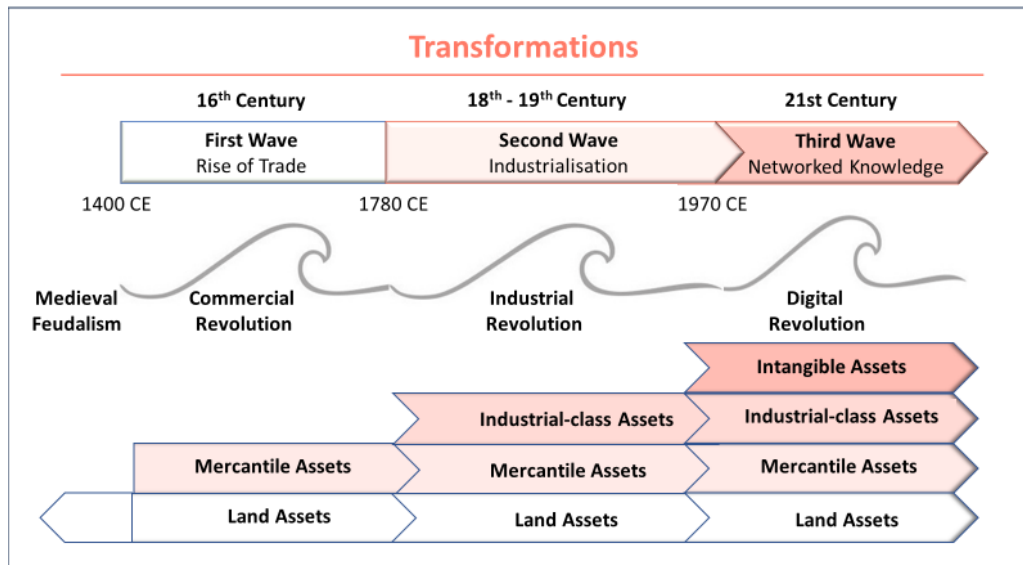 Transformations
16th Century
18th - 19th Century
21st Century
First Wave
Rise of Trade
Second Wave
Industrialisation
Third Wave
Networked Knowledge
1400 CE
1780 CE
1970 CE
Medieval
Feudalism
Commercial
Revolution
Industrial
Revolution
Digital
Revolution
Intangible Assets
Industrial-class Assets
Industrial-class Assets
Mercantile Assets
Mercantile Assets
Mercantile Assets
Land Assets
Land Assets
Land Assets